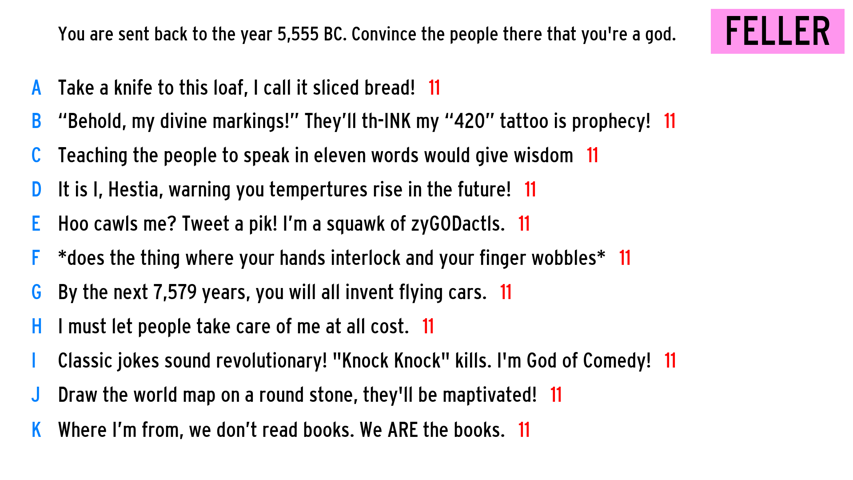 You are sent back to the year 5,555 BC. Convince the people there that you're a god.
FELLER
A Take a knife to this loaf, I call it sliced bread! 11
B “Behold, my divine markings!” They’ll th-INK my “420” tattoo is prophecy! 11
C Teaching the people to speak in eleven words would give wisdom 11
D It is I, Hestia, warning you tempertures rise in the future! 11
E Hoo cawls me? Tweet a pik! I’m a squawk of zyGODactls. 11
F *does the thing where your hands interlock and your finger wobbles* 11
G By the next 7,579 years, you will all invent flying cars. 11
H I must let people take care of me at all cost. 11
I Classic jokes sound revolutionary! "Knock Knock" kills. I'm God of Comedy! 11
J Draw the world map on a round stone, they'll be maptivated! 11
K Where I’m from, we don’t read books. We ARE the books. 11